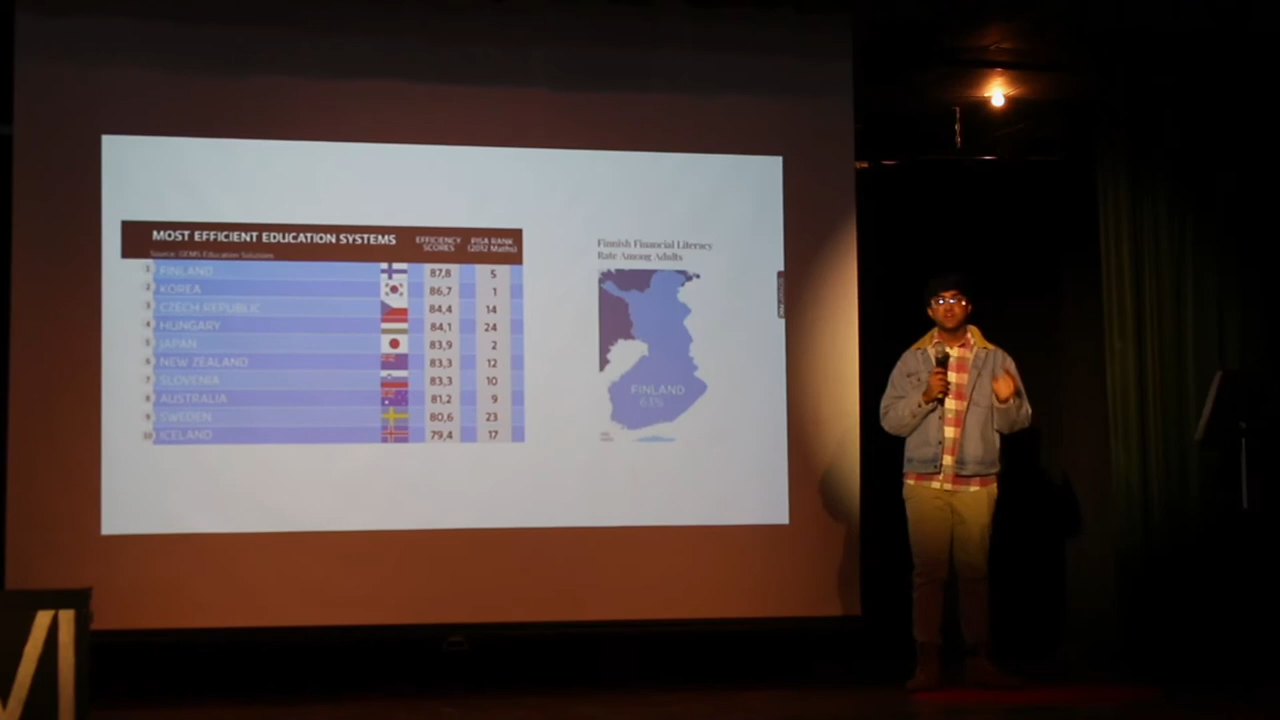 MOST EFFICIENT EDUCATION SYSTEMS EFFICIENCY SCORES PISA RANK (2012 Maths)
Source: GEMS Education Solutions
1 FINLAND 87,8 5
2 KOREA 86,7 1
3 CZECH REPUBLIC 84,4 14
4 HUNGARY 84,1 24
5 JAPAN 83,9 2
6 NEW ZEALAND 83,3 12
7 SLOVENIA 83,3 10
8 AUSTRALIA 81,2 9
9 SWEDEN 80,6 23
10 ICELAND 79,4 17
Finnish Financial Literacy
Rate Among Adults
FINLAND
63%